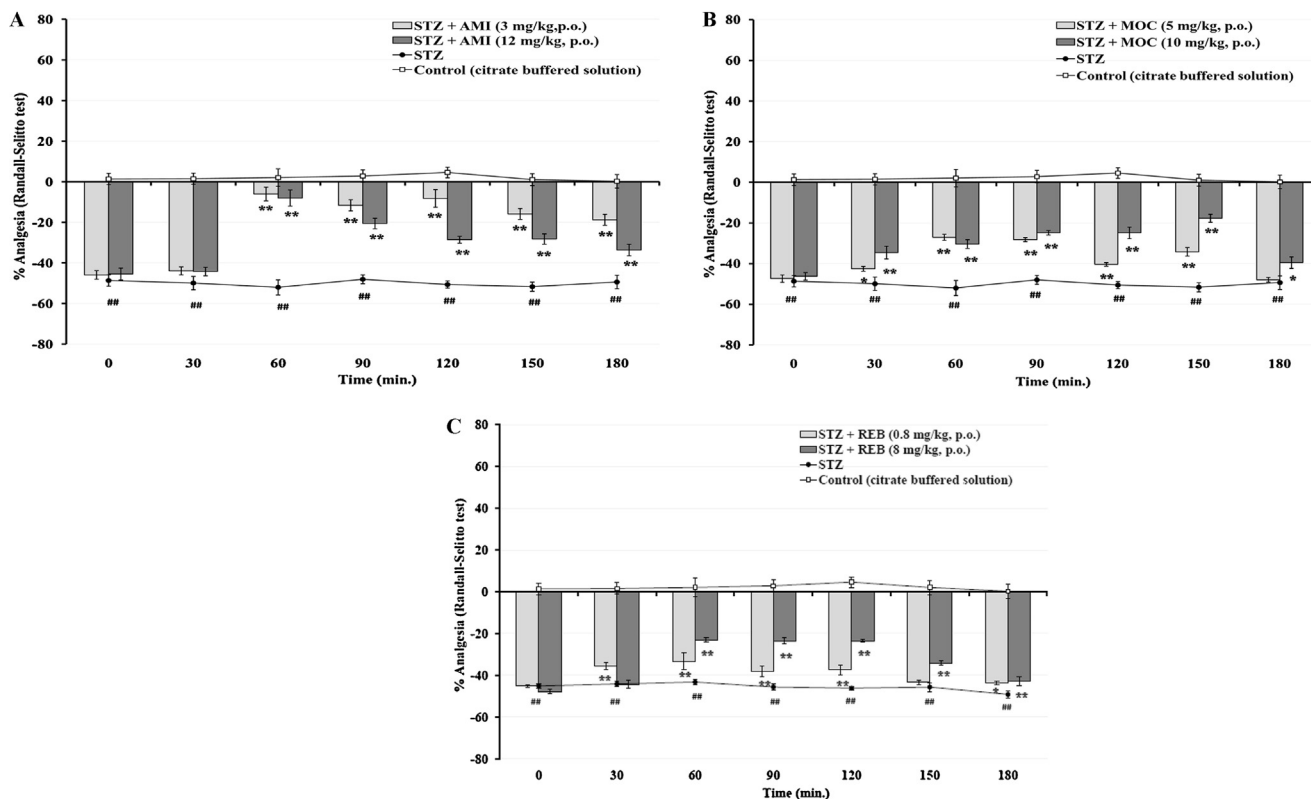 A
STZ + AMI (3 mg/kg,p.o.)
STZ + AMI (12 mg/kg, p.o.)
STZ
Control (citrate buffered solution)
% Analgesia (Randall-Selitto test)
80
60
40
20
0
-20
-40
-60
-80
** ** ** ** ** ** ** ** ** **
## ## ## ## ## ## ##
0 30 60 90 120 150 180
Time (min.)
B
STZ + MOC (5 mg/kg, p.o.)
STZ + MOC (10 mg/kg, p.o.)
STZ
Control (citrate buffered solution)
% Analgesia (Randall-Selitto test)
80
60
40
20
0
-20
-40
-60
-80
* ** ** ** ** ** ** ** ** ** *
## ## ## ## ## ## ##
0 30 60 90 120 150 180
Time (min.)
C
STZ + REB (0.8 mg/kg, p.o.)
STZ + REB (8 mg/kg, p.o.)
STZ
Control (citrate buffered solution)
% Analgesia (Randall-Selitto test)
80
60
40
20
0
-20
-40
-60
-80
** ** ** ** ** ** ** ** * **
## ## ## ## ## ## ##
0 30 60 90 120 150 180
Time (min.)